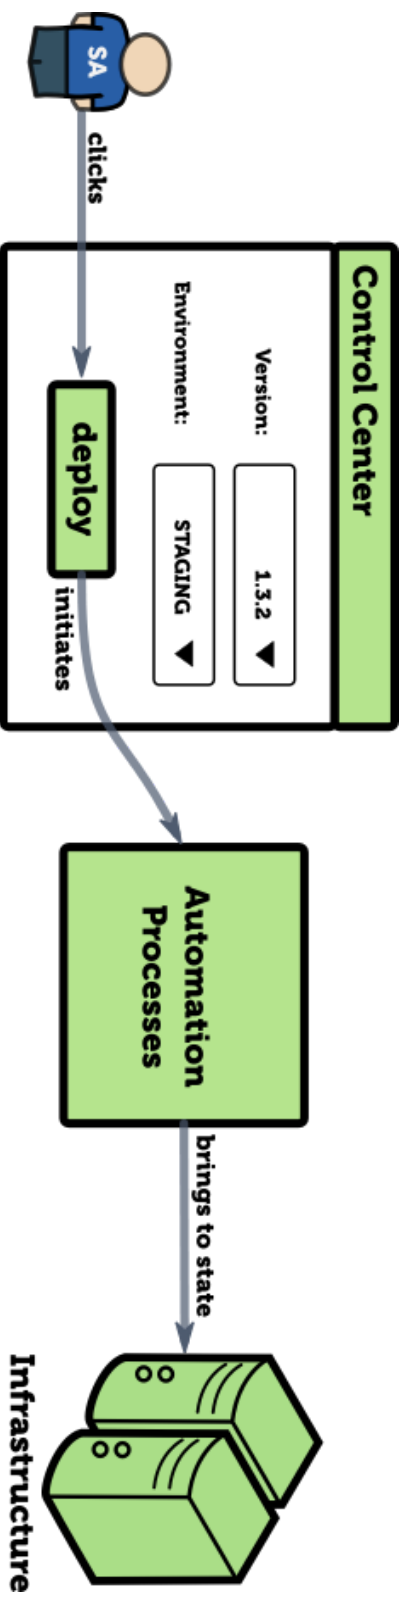 SA
clicks
Control Center
Version:
1.3.2
Environment:
STAGING
deploy
initiates
Automation
Processes
brings to state
Infrastructure